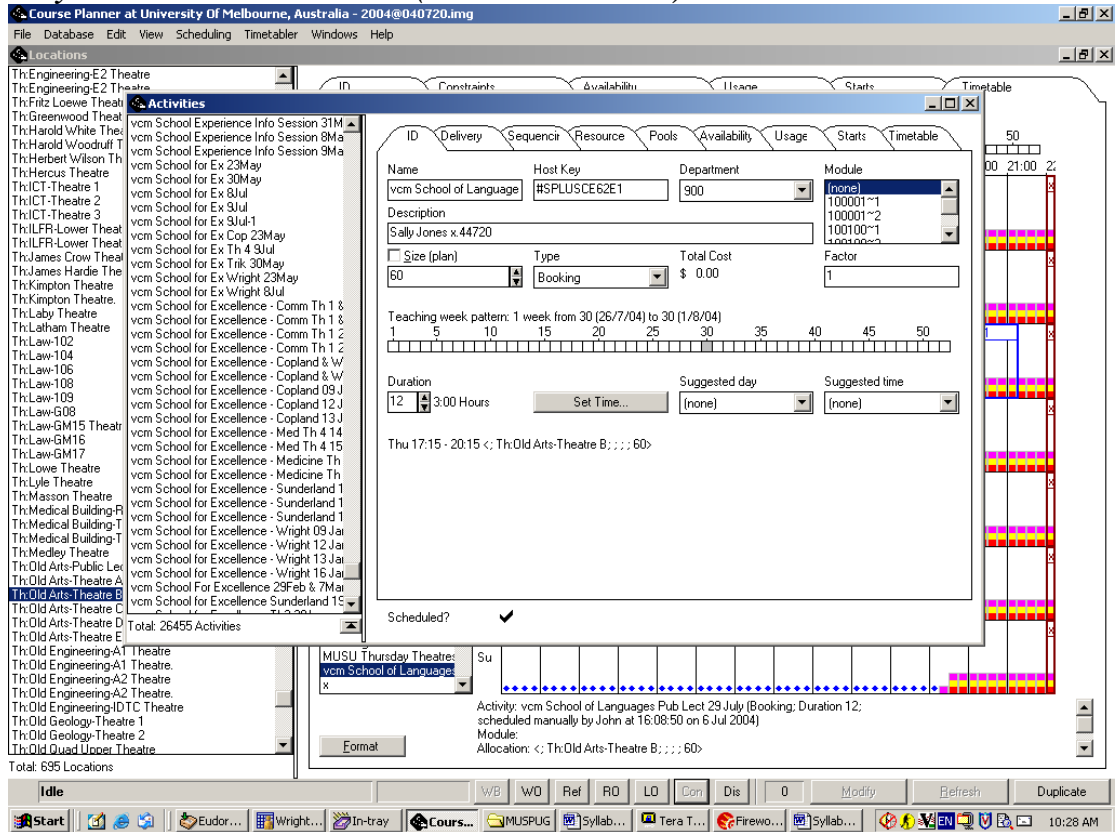 Course Planner at University Of Melbourne, Australia - 2004@040720.img
File Database Edit View Scheduling Timetabler Windows Help
Locations
Th:Engineering-E2 Theatre
Th:Engineering-E2 Theatre
Th:Fritz Loewe Theat
Th:Greenwood Theat
Th:Harold White Thea
Th:Harold Woodruff T
Th:Herbert Wilson Th
Th:Hercus Theatre
Th:ICT-Theatre 1
Th:ICT-Theatre 2
Th:ICT-Theatre 3
Th:ILFR-Lower Theat
Th:ILFR-Lower Theat
Th:James Crow Theat
Th:James Hardie The
Th:Kimpton Theatre
Th:Kimpton Theatre.
Th:Laby Theatre
Th:Latham Theatre
Th:Law-102
Th:Law-104
Th:Law-106
Th:Law-108
Th:Law-109
Th:Law-G08
Th:Law-GM15 Theatr
Th:Law-GM16
Th:Law-GM17
Th:Lowe Theatre
Th:Lyle Theatre
Th:Masson Theatre
Th:Medical Building-R
Th:Medical Building-T
Th:Medical Building-T
Th:Medley Theatre
Th:Old Arts-Public Lec
Th:Old Arts-Theatre A
Th:Old Arts-Theatre B
Th:Old Arts-Theatre C
Th:Old Arts-Theatre D
Th:Old Arts-Theatre E
Th:Old Engineering-A1 Theatre
Th:Old Engineering-A1 Theatre.
Th:Old Engineering-A2 Theatre
Th:Old Engineering-A2 Theatre.
Th:Old Engineering-IDTC Theatre
Th:Old Geology-Theatre 1
Th:Old Geology-Theatre 2
Th:Old Quad Upper Theatre
Total: 695 Locations
ID Constraints Availability Usage Starts Timetable
50
00 21:00 22
Activities
vcm School Experience Info Session 31M
vcm School Experience Info Session 8Ma
vcm School Experience Info Session 9Ma
vcm School for Ex 23May
vcm School for Ex 30May
vcm School for Ex 8Jul
vcm School for Ex 9Jul
vcm School for Ex 9Jul-1
vcm School for Ex Cop 23May
vcm School for Ex Th 4 9Jul
vcm School for Ex Trik 30May
vcm School for Ex Wright 23May
vcm School for Ex Wright 8Jul
vcm School for Excellence - Comm Th 1 &
vcm School for Excellence - Comm Th 1 &
vcm School for Excellence - Comm Th 1 2
vcm School for Excellence - Comm Th 1 2
vcm School for Excellence - Copland & W
vcm School for Excellence - Copland & W
vcm School for Excellence - Copland 09 J
vcm School for Excellence - Copland 12 J
vcm School for Excellence - Copland 13 J
vcm School for Excellence - Med Th 4 14
vcm School for Excellence - Med Th 4 15
vcm School for Excellence - Medicine Th
vcm School for Excellence - Medicine Th
vcm School for Excellence - Sunderland 1
vcm School for Excellence - Sunderland 1
vcm School for Excellence - Sunderland 1
vcm School for Excellence - Wright 09 Ja
vcm School for Excellence - Wright 12 Ja
vcm School for Excellence - Wright 13 Ja
vcm School for Excellence - Wright 16 Ja
vcm School For Excellence 29Feb & 7Ma
vcm School for Excellence Sunderland 19
Total: 26455 Activities
ID Delivery Sequencir Resource Pools Availability Usage Starts Timetable
Name Host Key Department Module
vcm School of Language #SPLUSCE62E1 900
(none)
100001~1
100001~2
100100~1
Description
Sally Jones x.44720
Size (plan) Type Total Cost Factor
60 Booking $ 0.00 1
Teaching week pattern: 1 week from 30 (26/7/04) to 30 (1/8/04)
1 5 10 15 20 25 30 35 40 45 50
Duration Suggested day Suggested time
12 3:00 Hours Set Time... (none) (none)
Thu 17:15 - 20:15 <; Th:Old Arts-Theatre B; ; ; ; 60>
Scheduled?
MUSU Thursday Theatre:
vcm School of Languages
x
Su
Activity: vcm School of Languages Pub Lect 29 July (Booking; Duration 12;
scheduled manually by John at 16:08:50 on 6 Jul 2004)
Module:
Allocation: <; Th:Old Arts-Theatre B; ; ; ; 60>
Format
Idle WB WO Ref RO LO Con Dis 0 Modify Refresh Duplicate
Start Eudor... Wright... In-tray Cours... MUSPUG Syllab... Tera T... Firewo... Syllab... EN 10:28 AM